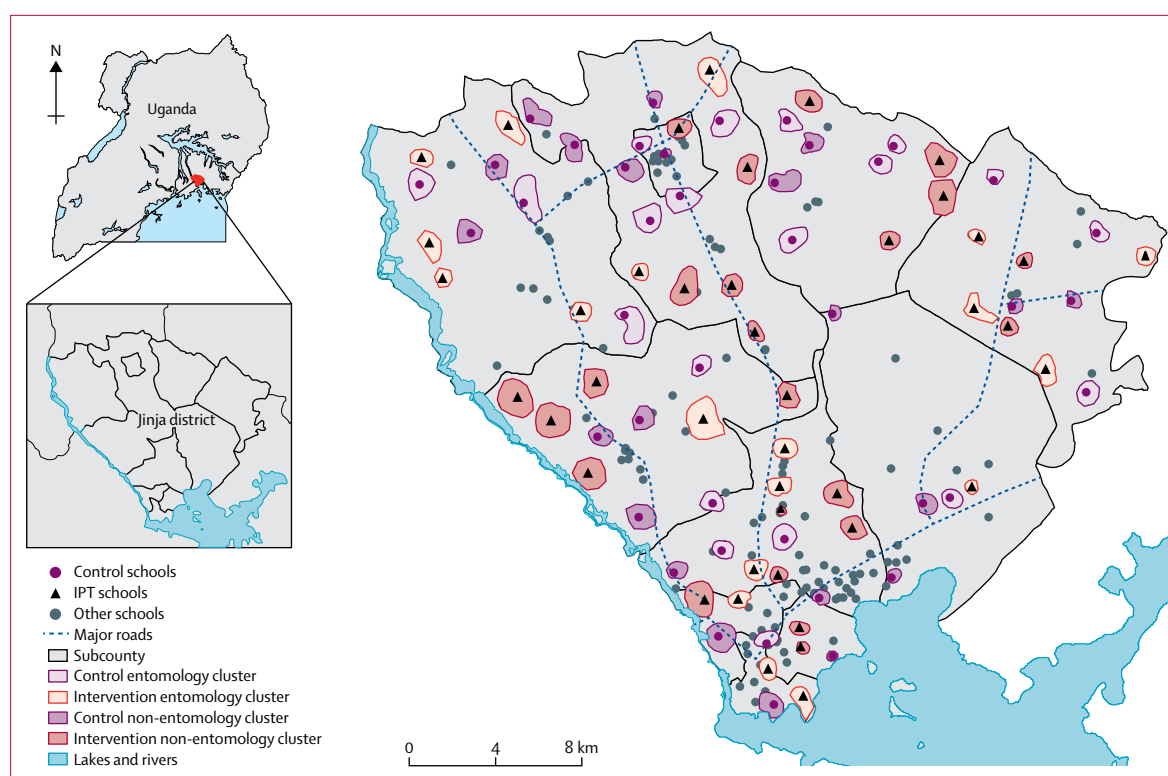 N
Uganda
Jinja district
Control schools
IPT schools
Other schools
Major roads
Subcounty
Control entomology cluster
Intervention entomology cluster
Control non-entomology cluster
Intervention non-entomology cluster
Lakes and rivers
0 4 8 km